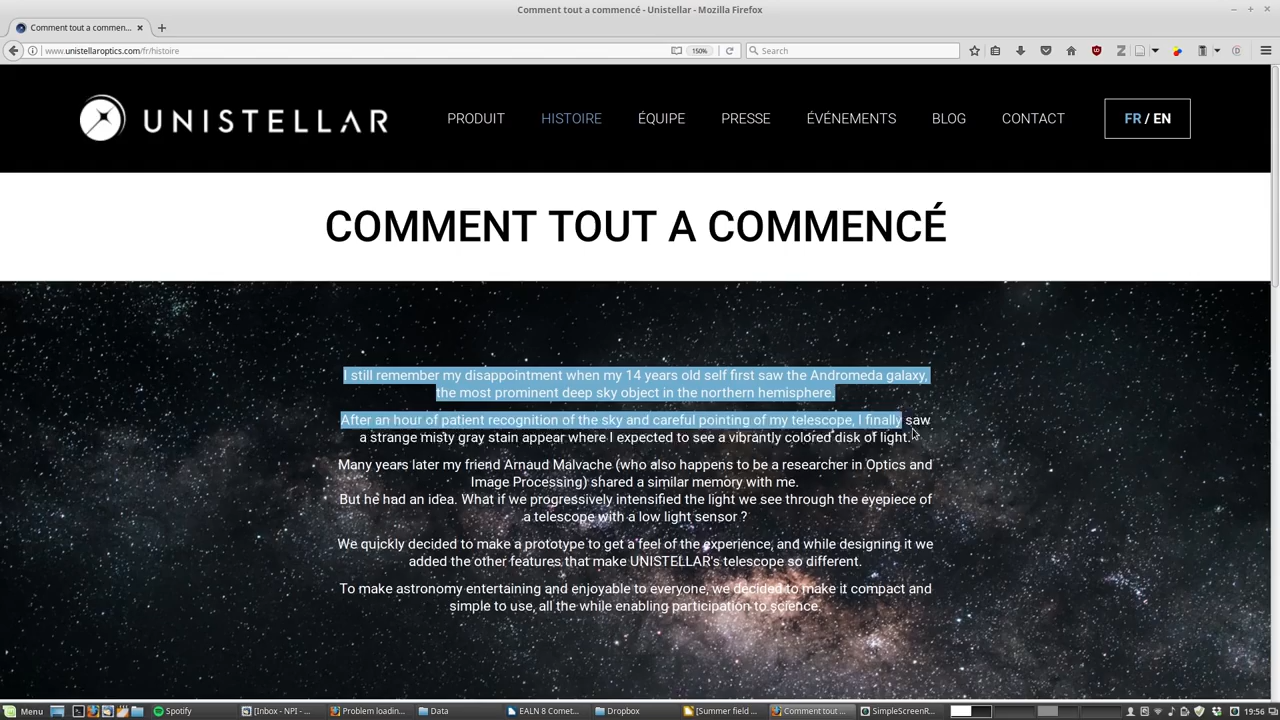 Comment tout a commencé - Unistellar - Mozilla Firefox
Comment tout a commen...
www.unistellaroptics.com/fr/histoire
150%
Search
UNISTELLAR
PRODUIT
HISTOIRE
ÉQUIPE
PRESSE
ÉVÉNEMENTS
BLOG
CONTACT
FR / EN
COMMENT TOUT A COMMENCÉ
I still remember my disappointment when my 14 years old self first saw the Andromeda galaxy,
the most prominent deep sky object in the northern hemisphere.
After an hour of patient recognition of the sky and careful pointing of my telescope, I finally saw
a strange misty gray stain appear where I expected to see a vibrantly colored disk of light.
Many years later my friend Arnaud Malvache (who also happens to be a researcher in Optics and
Image Processing) shared a similar memory with me.
But he had an idea. What if we progressively intensified the light we see through the eyepiece of
a telescope with a low light sensor ?
We quickly decided to make a prototype to get a feel of the experience, and while designing it we
added the other features that make UNISTELLAR's telescope so different.
To make astronomy entertaining and enjoyable to everyone, we decided to make it compact and
simple to use, all the while enabling participation to science.
Menu
Spotify
[Inbox - NPI - ...
Problem loadin...
Data
EALN 8 Comet...
Dropbox
[Summer field ...
Comment tout ...
SimpleScreenR...
19:56